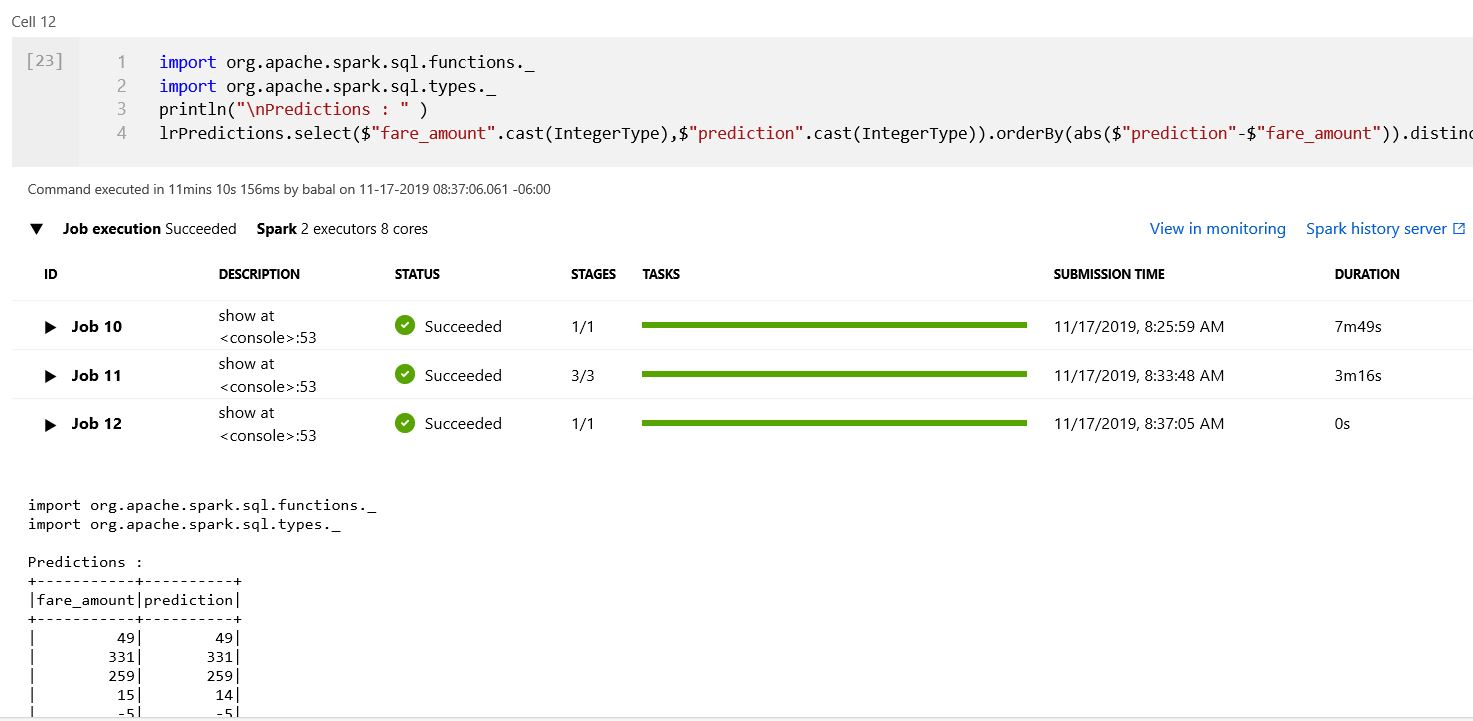 Cell 12
[23]
1 import org.apache.spark.sql.functions._
2 import org.apache.spark.sql.types._
3 println("\nPredictions : " )
4 lrPredictions.select($"fare_amount".cast(IntegerType),$"prediction".cast(IntegerType)).orderBy(abs($"prediction"-$"fare_amount")).distinc
Command executed in 11mins 10s 156ms by babal on 11-17-2019 08:37:06.061 -06:00
▼ Job execution Succeeded Spark 2 executors 8 cores View in monitoring Spark history server
ID DESCRIPTION STATUS STAGES TASKS SUBMISSION TIME DURATION
▶ Job 10 show at <console>:53 Succeeded 1/1 11/17/2019, 8:25:59 AM 7m49s
▶ Job 11 show at <console>:53 Succeeded 3/3 11/17/2019, 8:33:48 AM 3m16s
▶ Job 12 show at <console>:53 Succeeded 1/1 11/17/2019, 8:37:05 AM 0s
import org.apache.spark.sql.functions._
import org.apache.spark.sql.types._
Predictions :
+-----------+----------+
|fare_amount|prediction|
+-----------+----------+
|         49|        49|
|        331|       331|
|        259|       259|
|         15|        14|
|         -5|        -5|